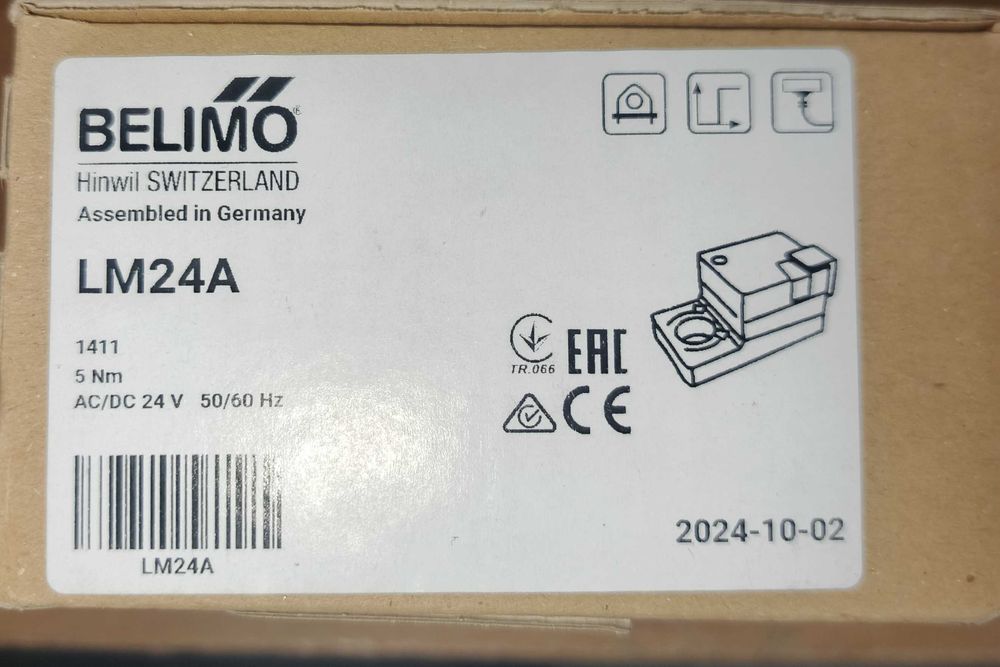 BELIMO®
Hinwil SWITZERLAND
Assembled in Germany
LM24A
1411
5 Nm
AC/DC 24 V 50/60 Hz
TR.066
EAC
CE
LM24A
2024-10-02